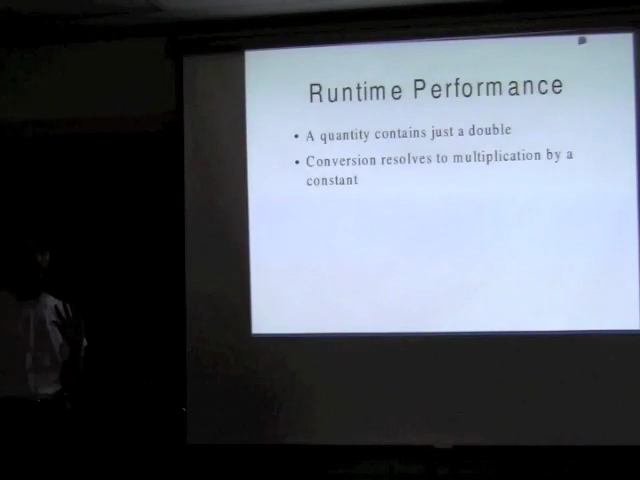 Runtime Performance
• A quantity contains just a double
• Conversion resolves to multiplication by a
constant